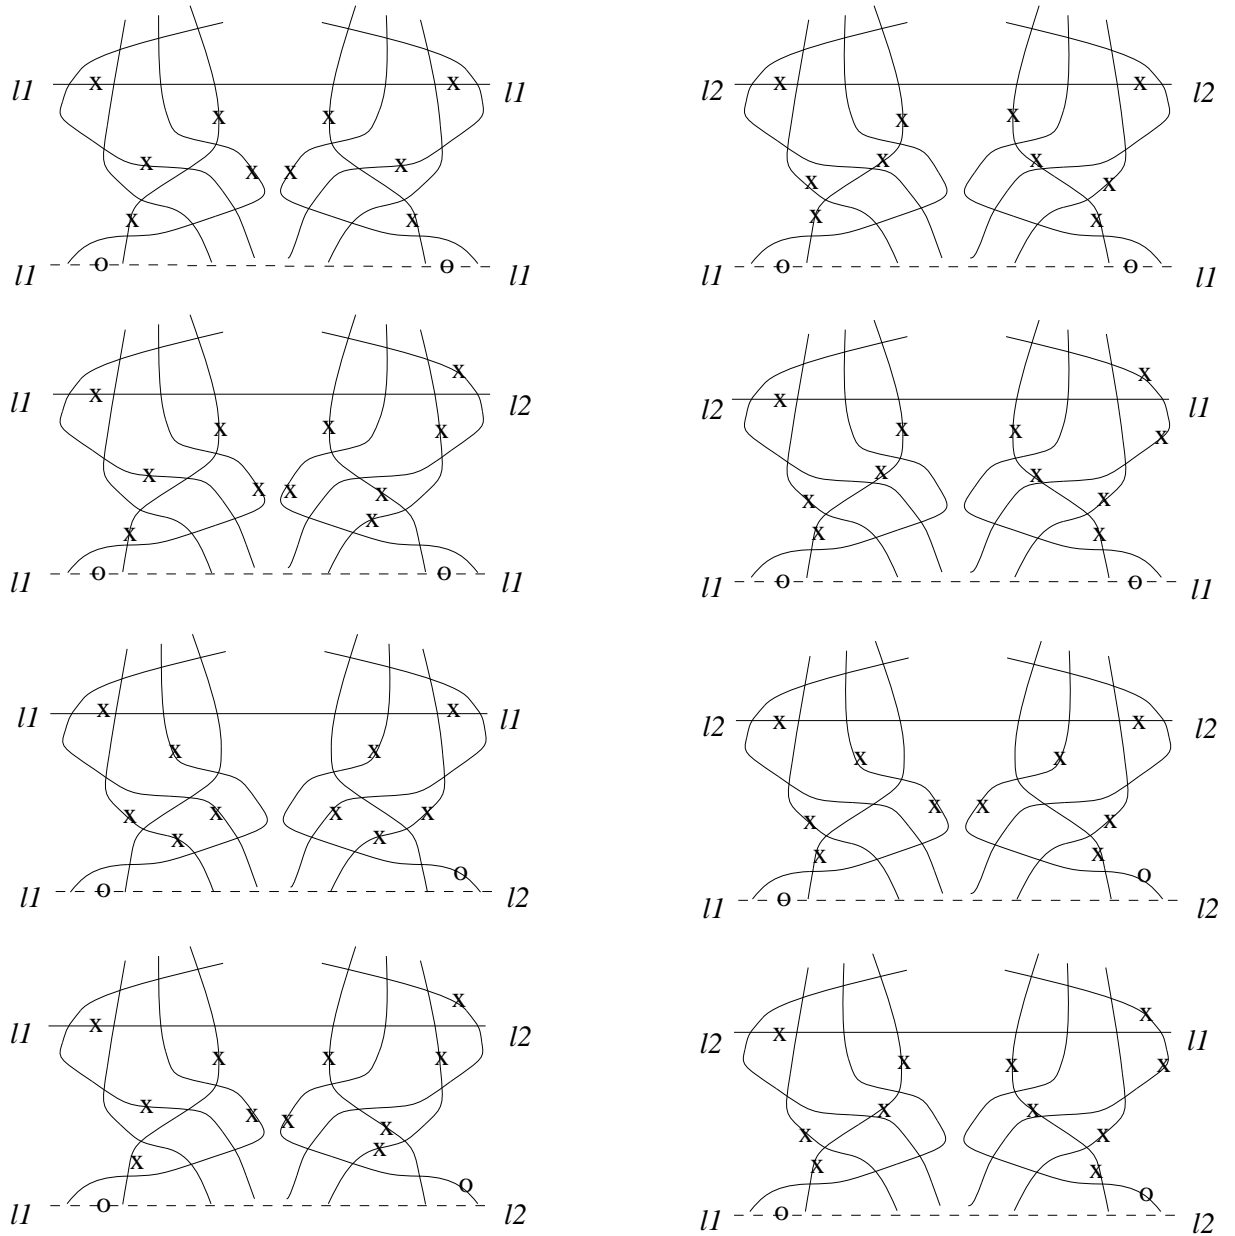 l1 l1 l2 l2
x x x x
x x x x
x x x x x x
x x x x
x x
o o o o
l1 l1 l1 l1
x x
l1 x l2 l2 x l1
x x x x x x
x x x x
x x x x
x x x x
o o o o
l1 l1 l1 l1
l1 x x l1 l2 x x l2
x x x x
x x x x x x x x
x x x x
o o
o o
l1 l2 l1 l2
x x
l1 x l2 l2 x l1
x x x x x x
x x x x x
x x x x
x x x x
o o
o o
l1 l2 l1 l2